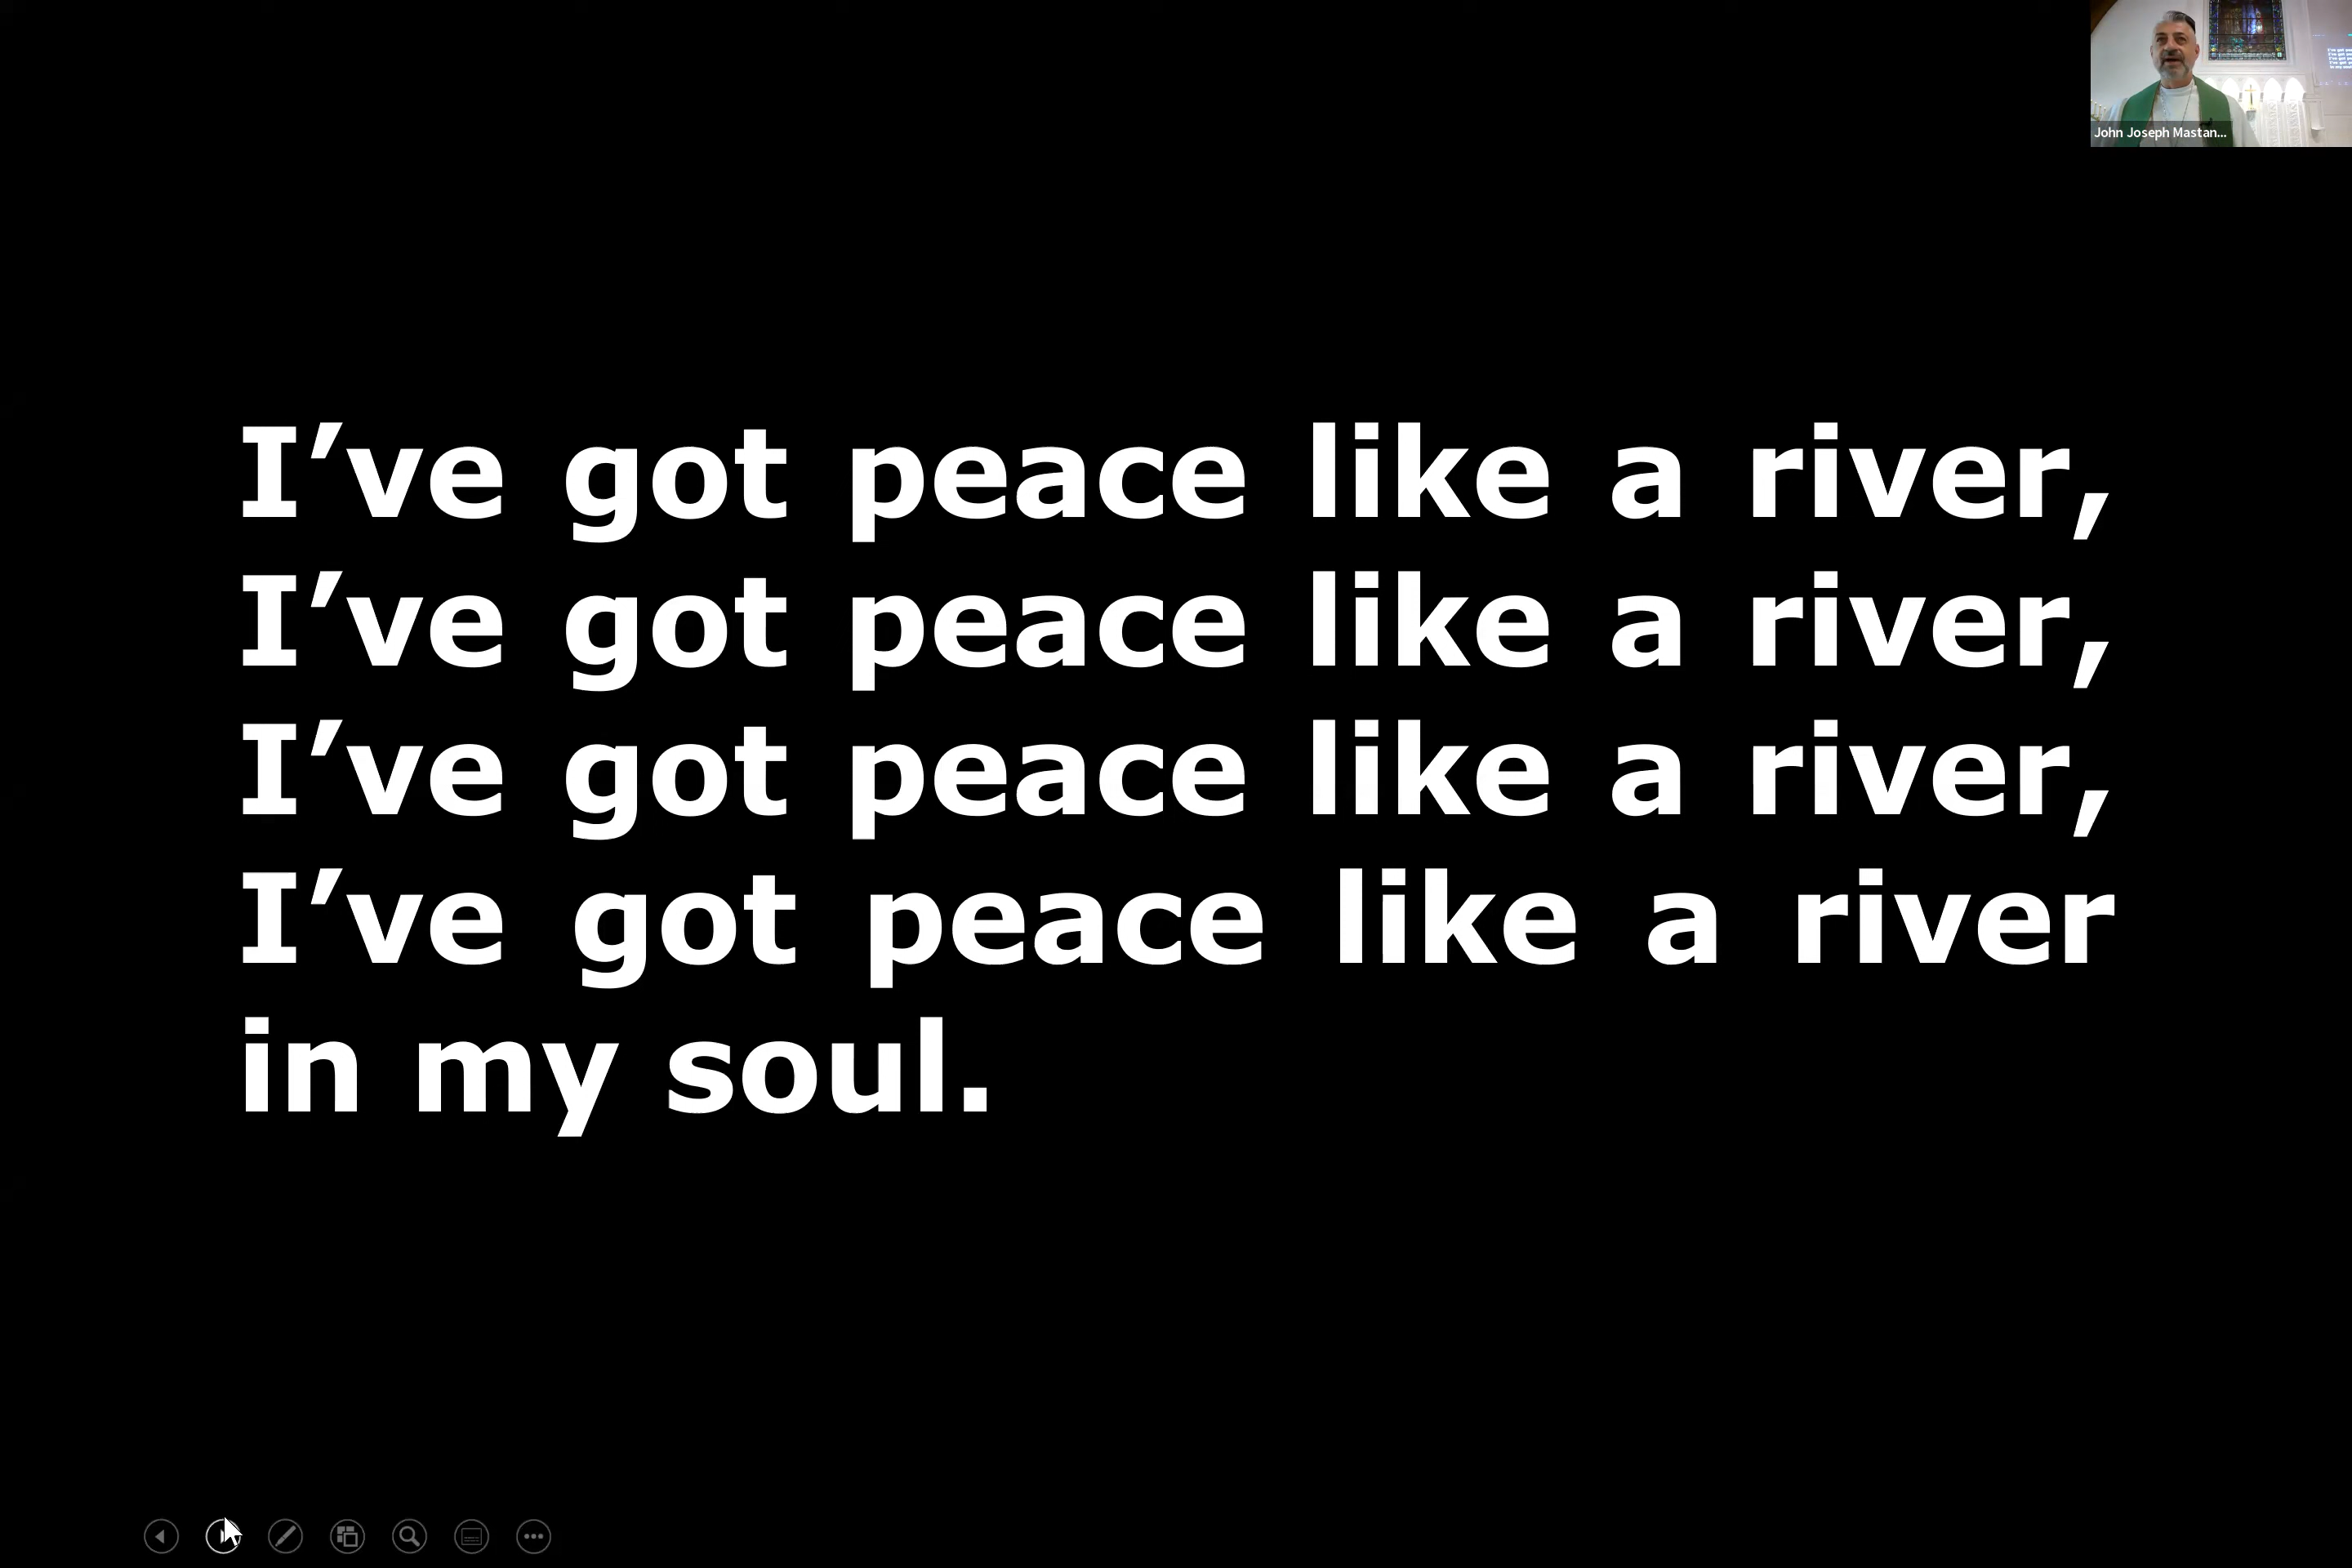 John Joseph Mastan...
I’ve got peace like a river,
I’ve got peace like a river,
I’ve got peace like a river,
I’ve got peace like a river
in my soul.